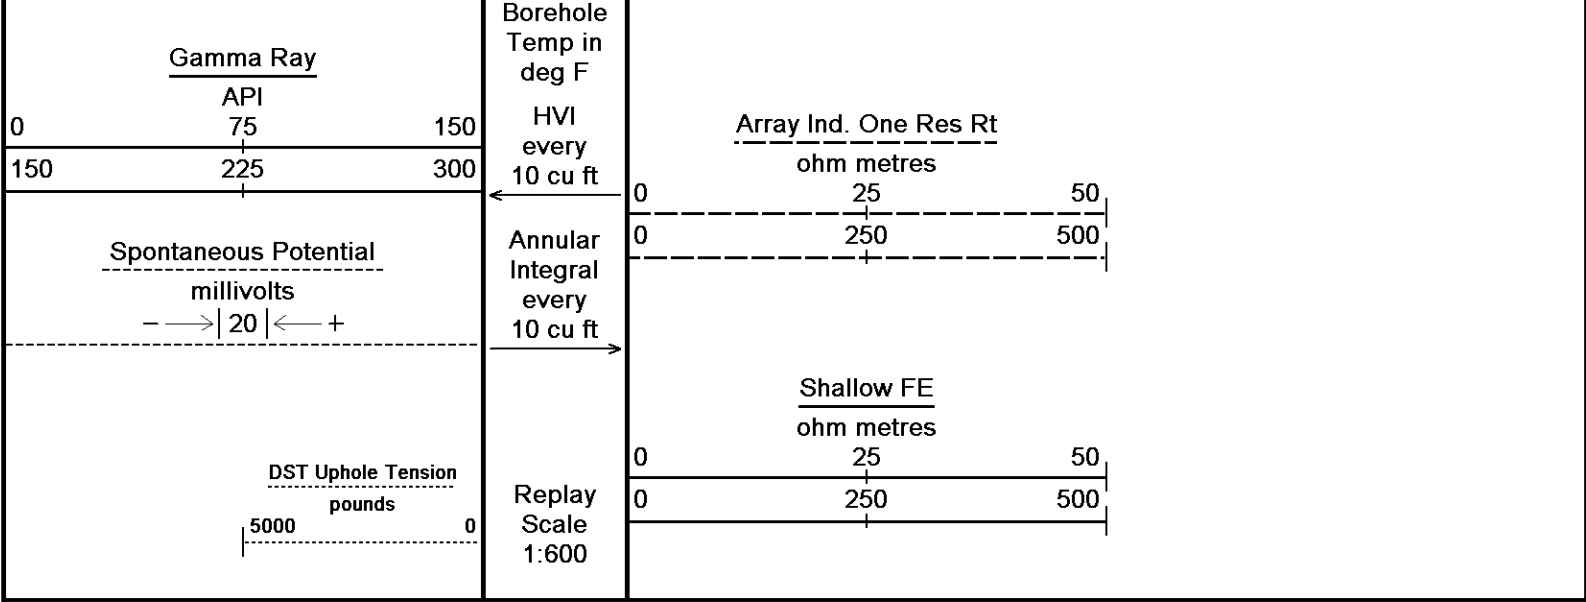 Gamma Ray
API
0 75 150
150 225 300
Spontaneous Potential
millivolts
− → | 20 | ← +
DST Uphole Tension
pounds
5000 0
Borehole
Temp in
deg F
HVI
every
10 cu ft
Annular
Integral
every
10 cu ft
Replay
Scale
1:600
Array Ind. One Res Rt
ohm metres
0 25 50
0 250 500
Shallow FE
ohm metres
0 25 50
0 250 500